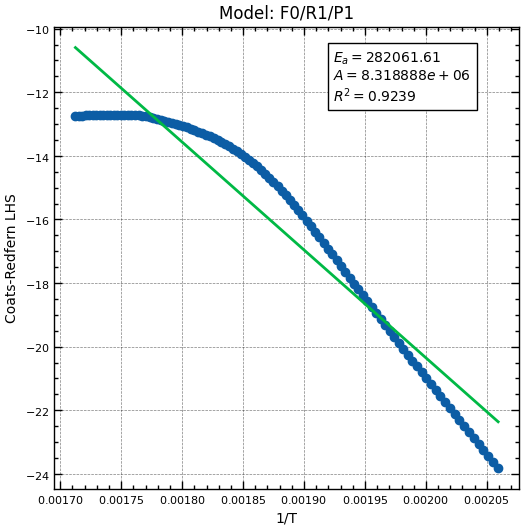 Model: F0/R1/P1
−10
−12
−14
−16
−18
−20
−22
−24
Coats-Redfern LHS
Eₐ = 282061.61
A = 8.318888e + 06
R² = 0.9239
0.00170 0.00175 0.00180 0.00185 0.00190 0.00195 0.00200 0.00205
1/T